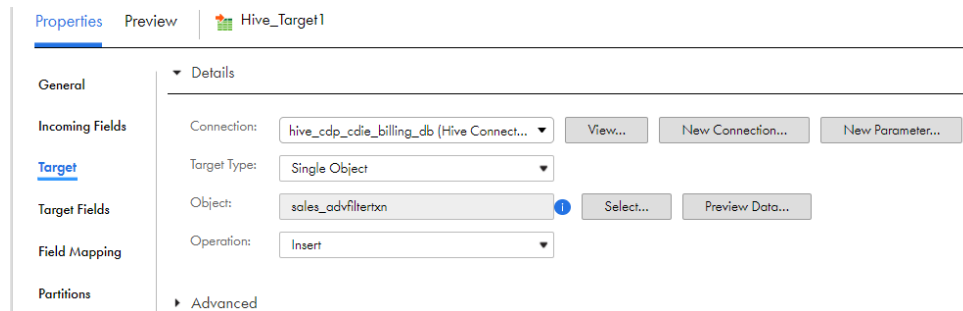 Properties Preview Hive_Target1
Details
General
Incoming Fields Connection: hive_cdp_cdie_billing_db (Hive Connect... View... New Connection... New Parameter...
Target Target Type: Single Object
Target Fields Object: sales_advfiltertxn i Select... Preview Data...
Field Mapping Operation: Insert
Partitions Advanced